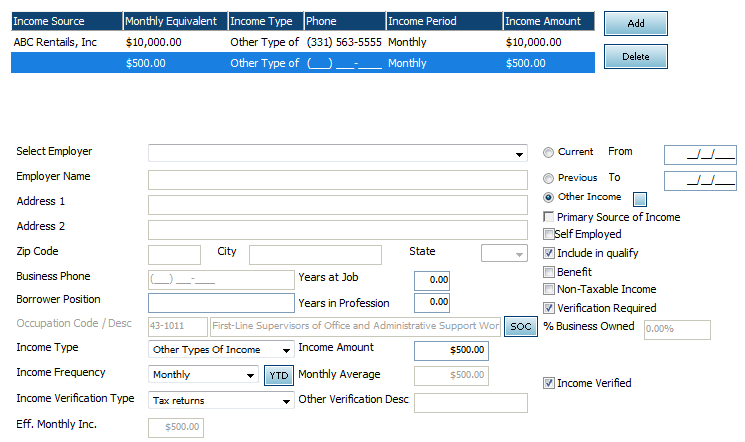 Income Source Monthly Equivalent Income Type Phone Income Period Income Amount Add
ABC Rentails, Inc $10,000.00 Other Type of (331) 563-5555 Monthly $10,000.00
$500.00 Other Type of (___) ___-____ Monthly $500.00 Delete
Select Employer Current From __/__/____
Employer Name Previous To __/__/____
Address 1 Other Income
Primary Source of Income
Address 2 Self Employed
Zip Code City State Include in qualify
Business Phone (___) ___-____ Years at Job 0.00 Benefit
Non-Taxable Income
Borrower Position Years in Profession 0.00 Verification Required
Occupation Code / Desc 43-1011 First-Line Supervisors of Office and Administrative Support Wor SOC % Business Owned 0.00%
Income Type Other Types Of Income Income Amount $500.00
Income Frequency Monthly YTD Monthly Average $500.00 Income Verified
Income Verification Type Tax returns Other Verification Desc
Eff. Monthly Inc. $500.00